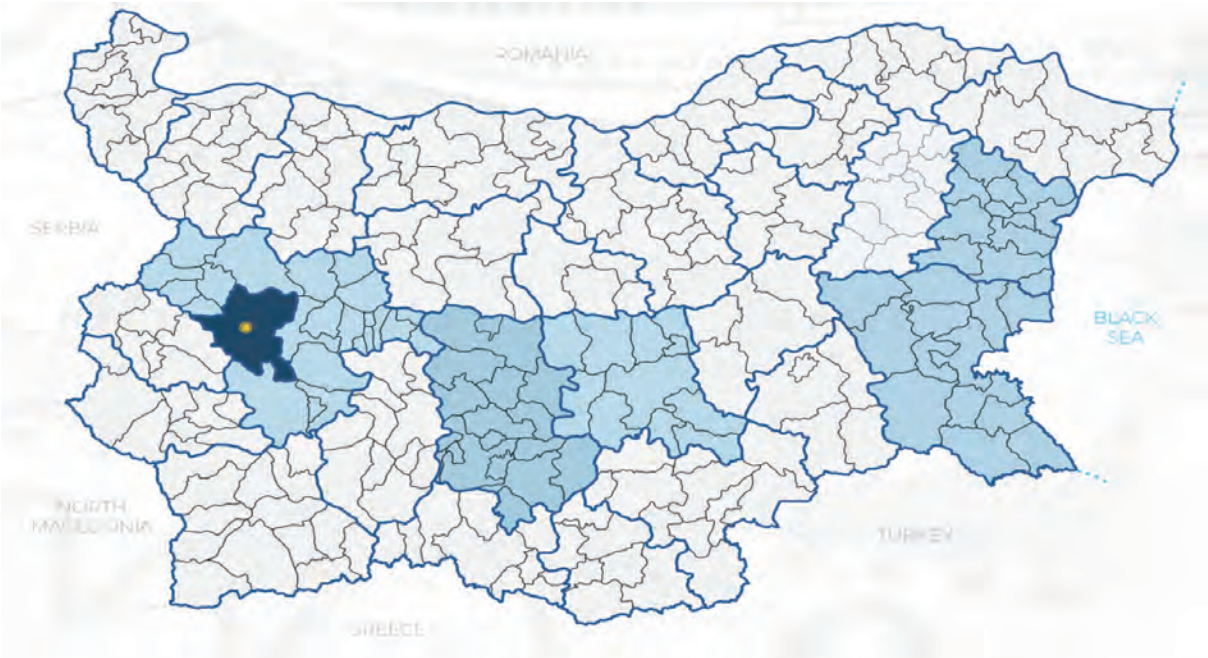 ROMANIA
SERBIA
BLACK
SEA
NORTH
MACEDONIA
TURKEY
GREECE